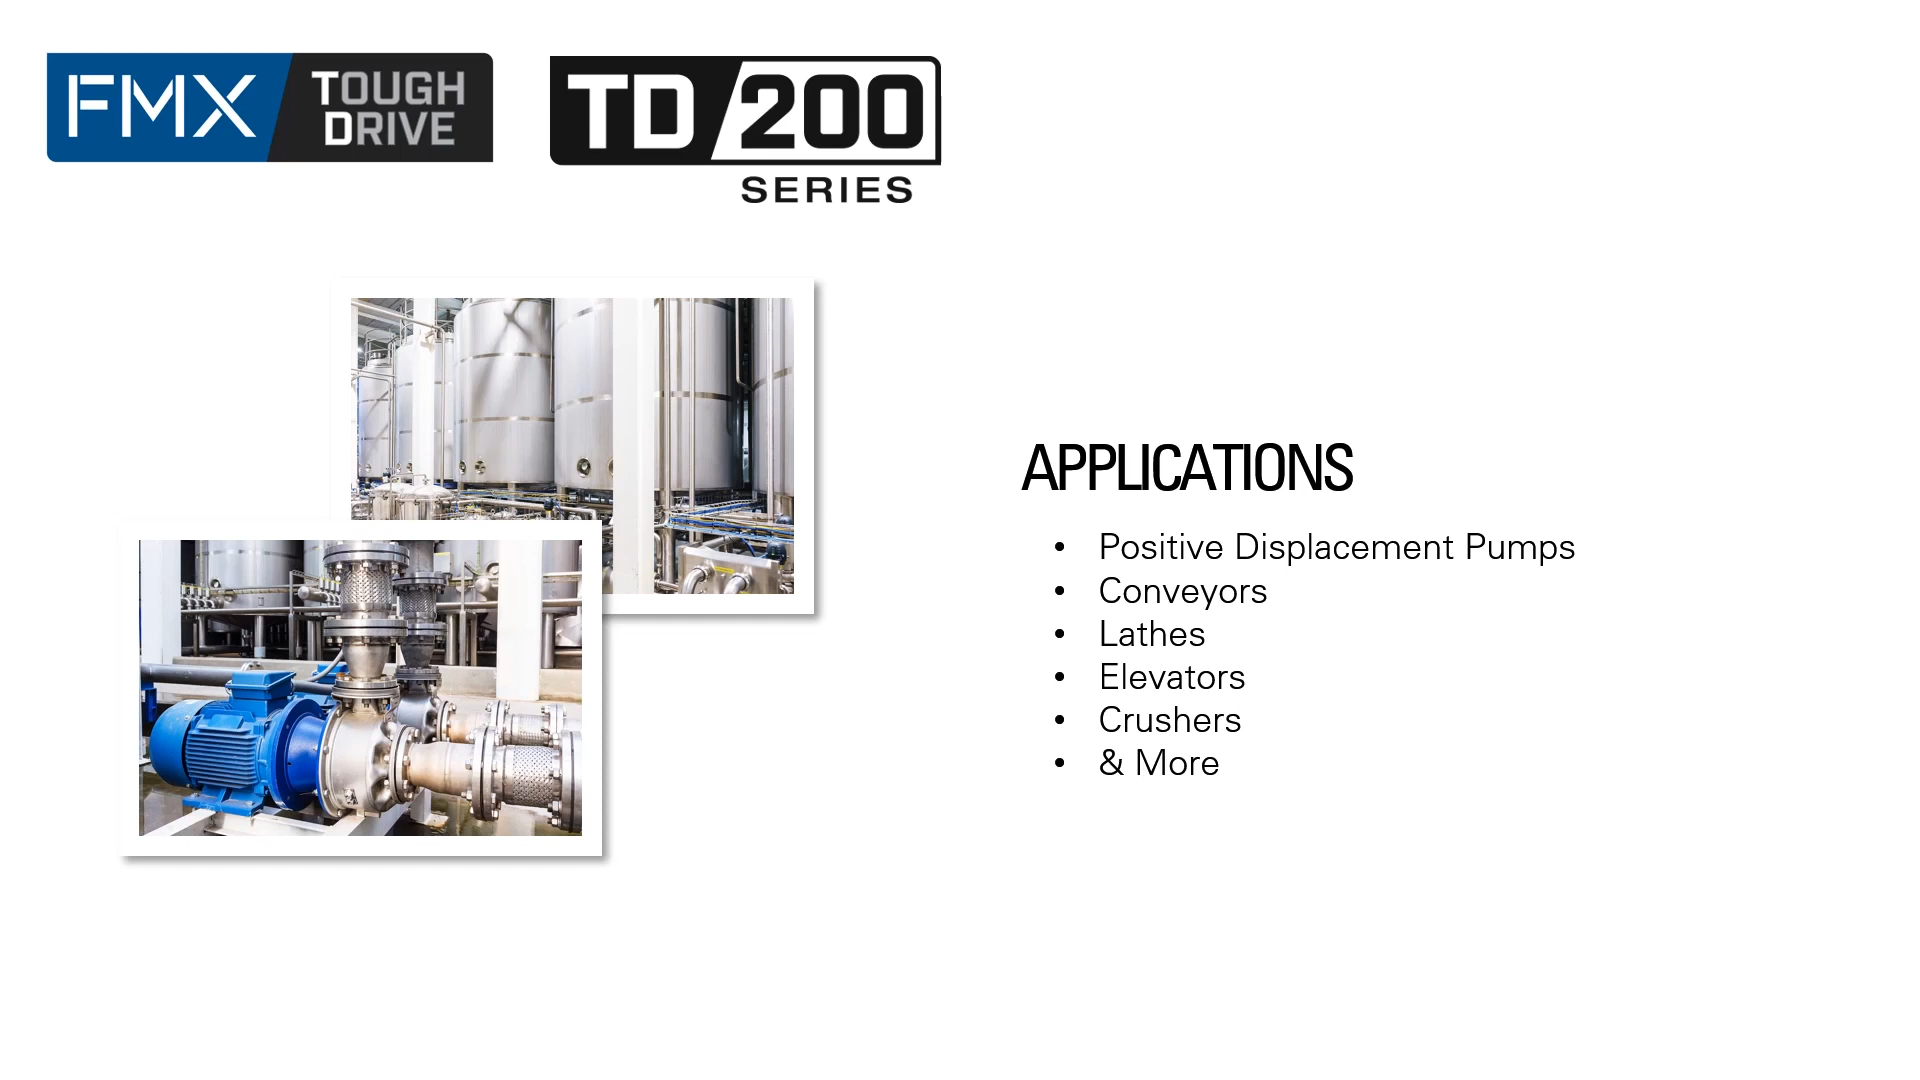 FMX
TOUGH
DRIVE
TD/200
SERIES
APPLICATIONS
• Positive Displacement Pumps
• Conveyors
• Lathes
• Elevators
• Crushers
• & More